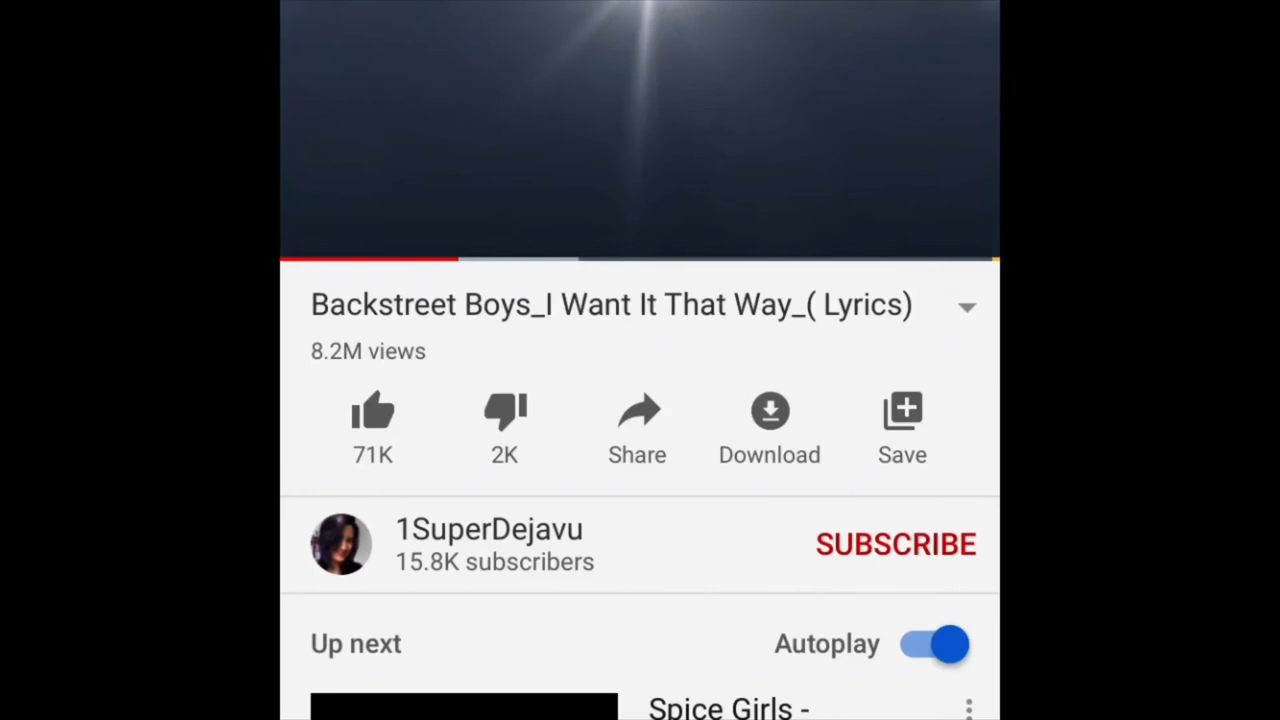 Backstreet Boys_I Want It That Way_( Lyrics)
8.2M views
71K 2K Share Download Save
1SuperDejavu
15.8K subscribers
SUBSCRIBE
Up next Autoplay
Spice Girls -